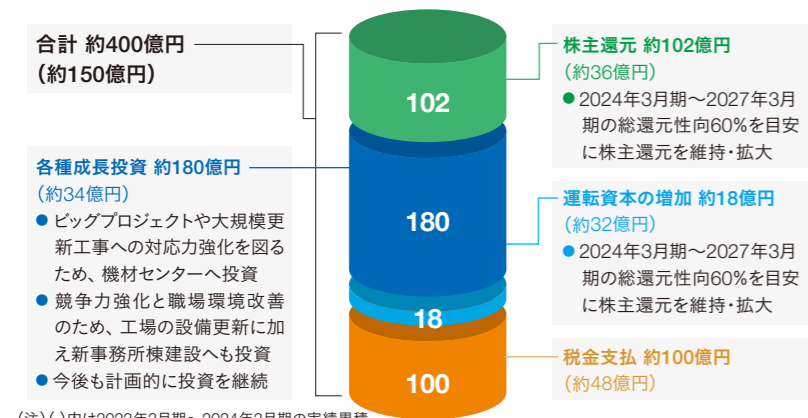 合計 約400億円
（約150億円）
各種成長投資 約180億円
（約34億円）
● ビッグプロジェクトや大規模更
新工事への対応力強化を図る
ため、機材センターへ投資
● 競争力強化と職場環境改善
のため、工場の設備更新に加
え新事務所棟建設へも投資
● 今後も計画的に投資を継続
102
180
18
100
株主還元 約102億円
（約36億円）
● 2024年3月期〜2027年3月
期の総還元性向60%を目安
に株主還元を維持・拡大
運転資本の増加 約18億円
（約32億円）
● 2024年3月期〜2027年3月
期の総還元性向60%を目安
に株主還元を維持・拡大
税金支払 約100億円
（約48億円）